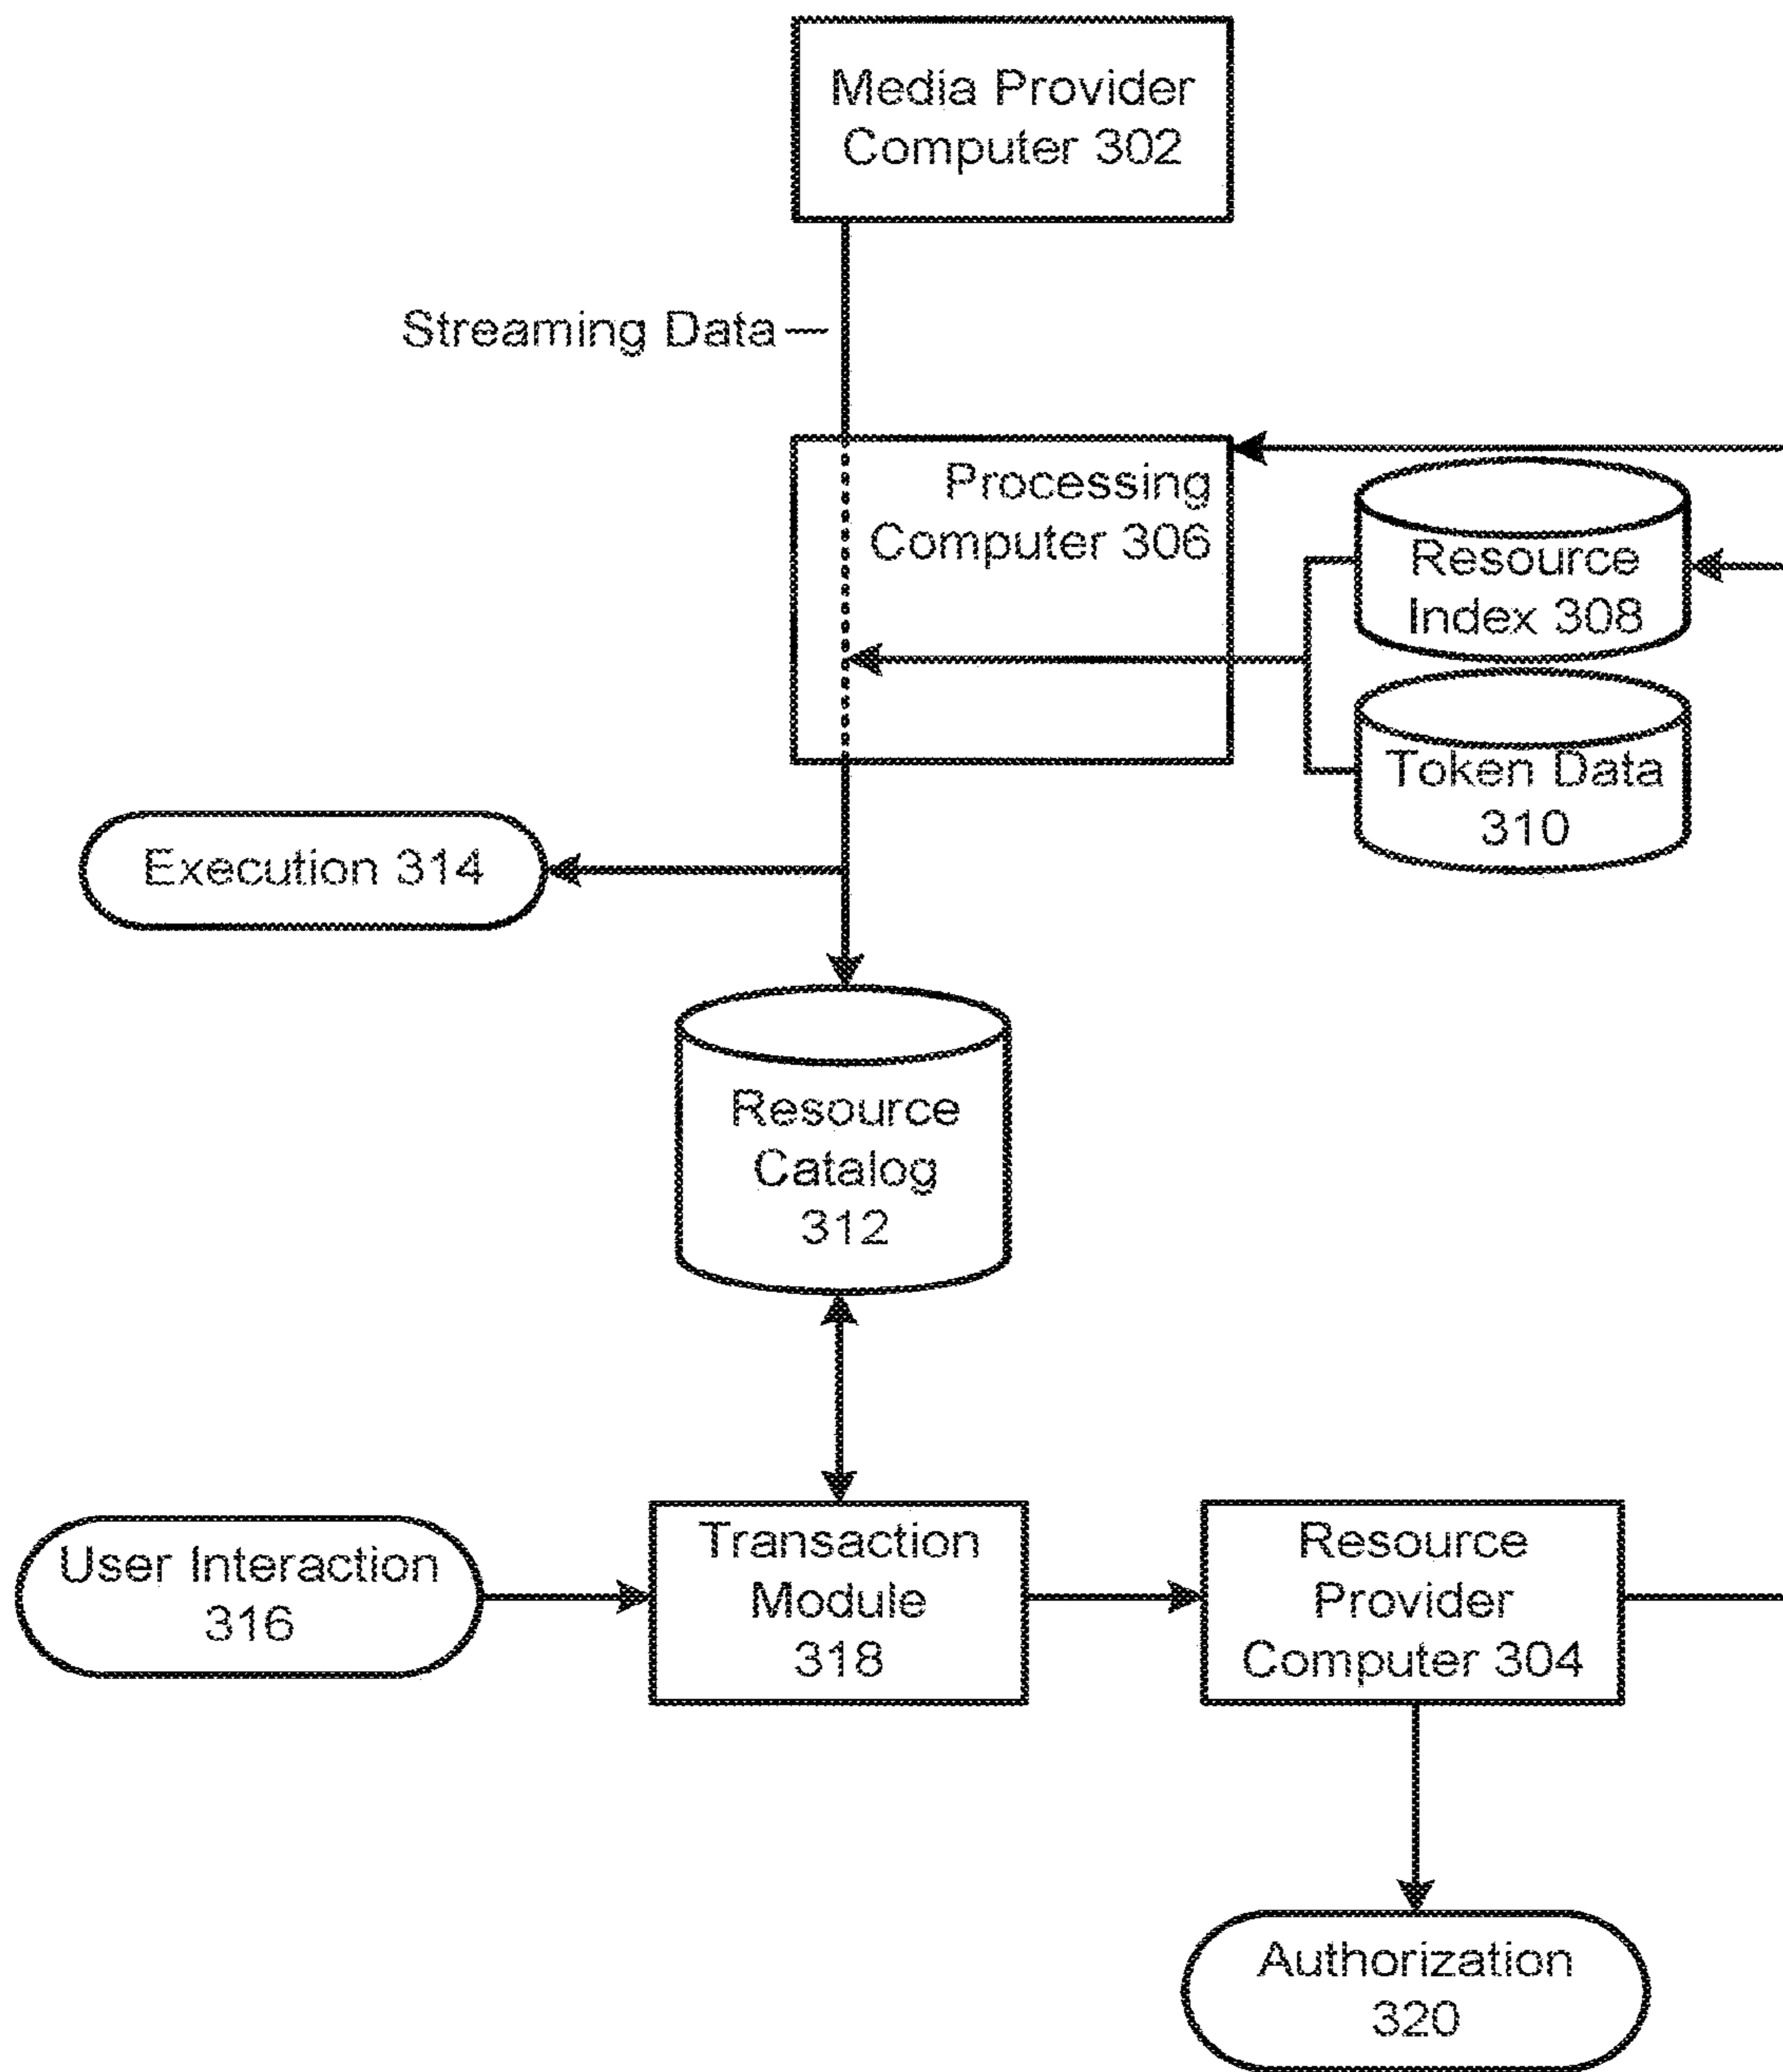 Media Provider
Computer 302
Streaming Data
Processing
Computer 306
Resource
Index 308
Token Data
310
Execution 314
Resource
Catalog
312
User Interaction
316
Transaction
Module
318
Resource
Provider
Computer 304
Authorization
320